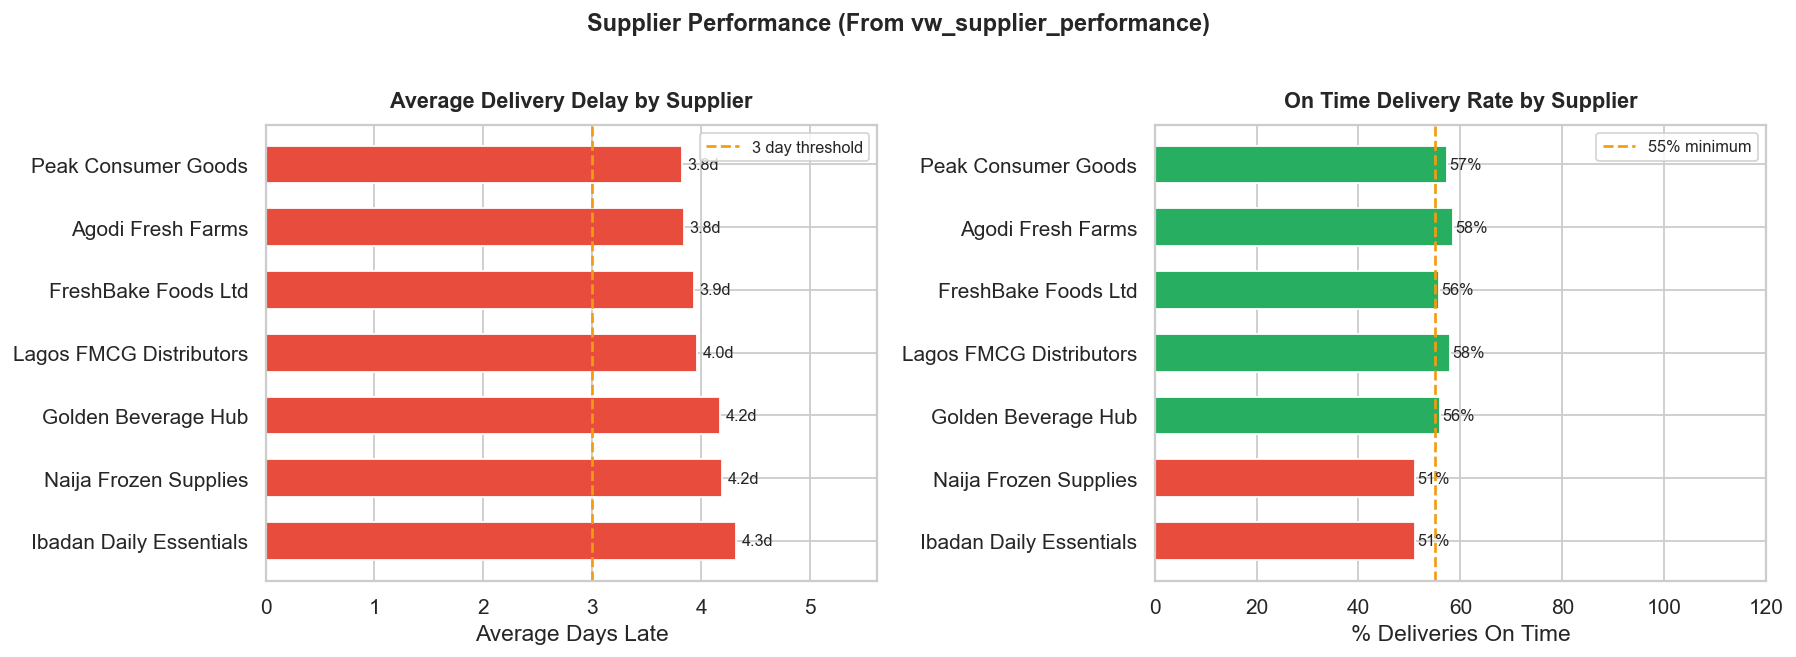 Supplier Performance (From vw_supplier_performance)
Average Delivery Delay by Supplier
3 day threshold
Peak Consumer Goods
3.8d
Agodi Fresh Farms
3.8d
FreshBake Foods Ltd
3.9d
Lagos FMCG Distributors
4.0d
Golden Beverage Hub
4.2d
Naija Frozen Supplies
4.2d
Ibadan Daily Essentials
4.3d
0 1 2 3 4 5
Average Days Late
On Time Delivery Rate by Supplier
55% minimum
Peak Consumer Goods
57%
Agodi Fresh Farms
58%
FreshBake Foods Ltd
56%
Lagos FMCG Distributors
58%
Golden Beverage Hub
56%
Naija Frozen Supplies
51%
Ibadan Daily Essentials
51%
0 20 40 60 80 100 120
% Deliveries On Time